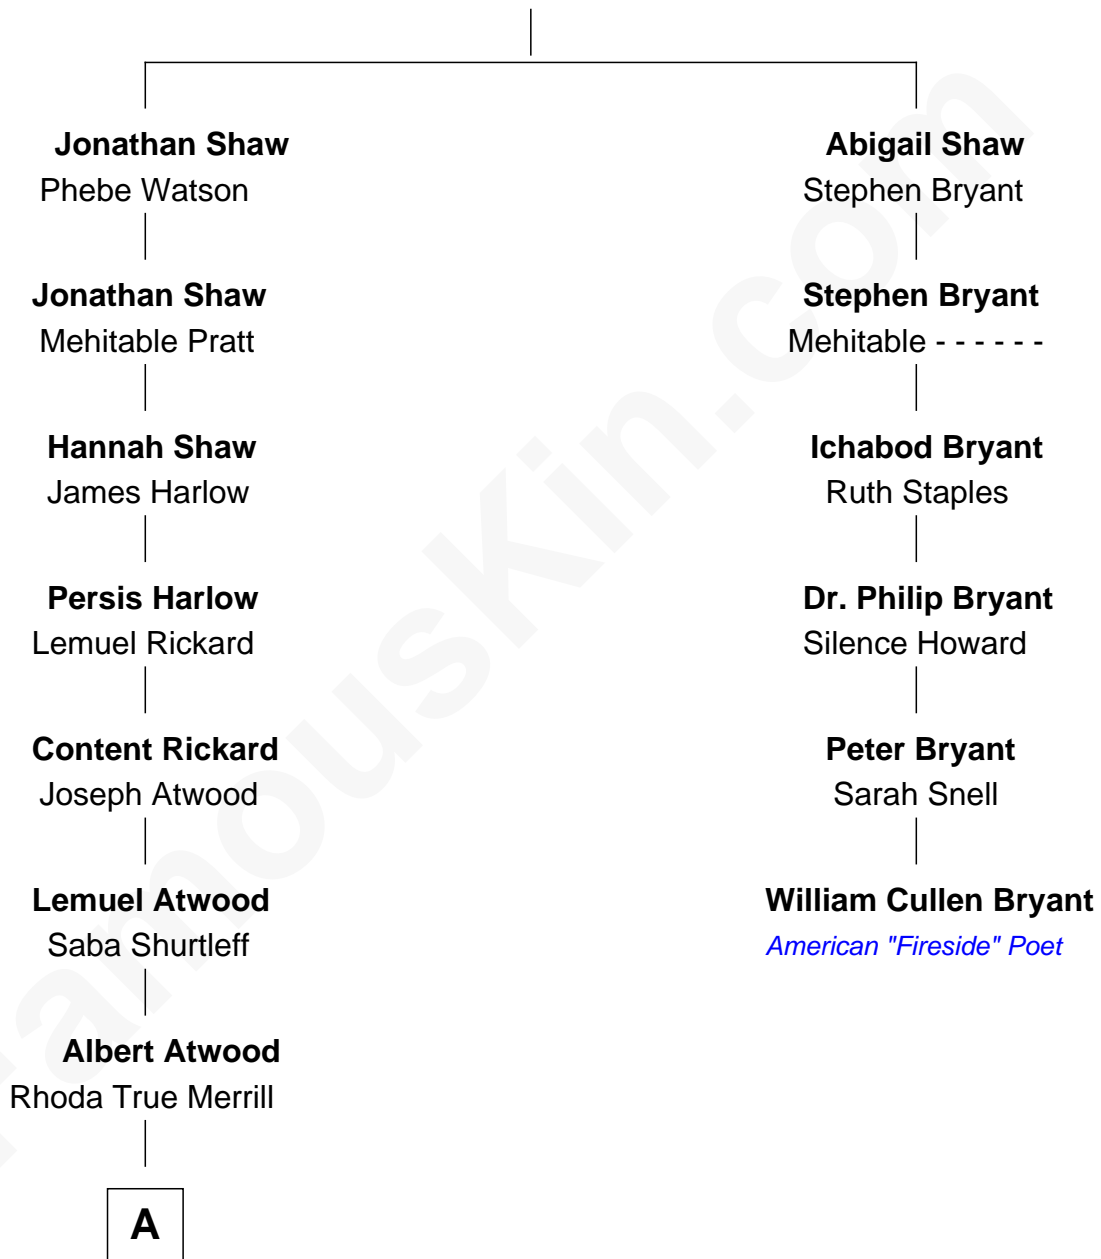 Jonathan Shaw
Phebe Watson
Jonathan Shaw
Mehitable Pratt
Hannah Shaw
James Harlow
Persis Harlow
Lemuel Rickard
Content Rickard
Joseph Atwood
Lemuel Atwood
Saba Shurtleff
Albert Atwood
Rhoda True Merrill
A
Abigail Shaw
Stephen Bryant
Stephen Bryant
Mehitable - - - - - -
Ichabod Bryant
Ruth Staples
Dr. Philip Bryant
Silence Howard
Peter Bryant
Sarah Snell
William Cullen Bryant
American "Fireside" Poet
FamousKin.com